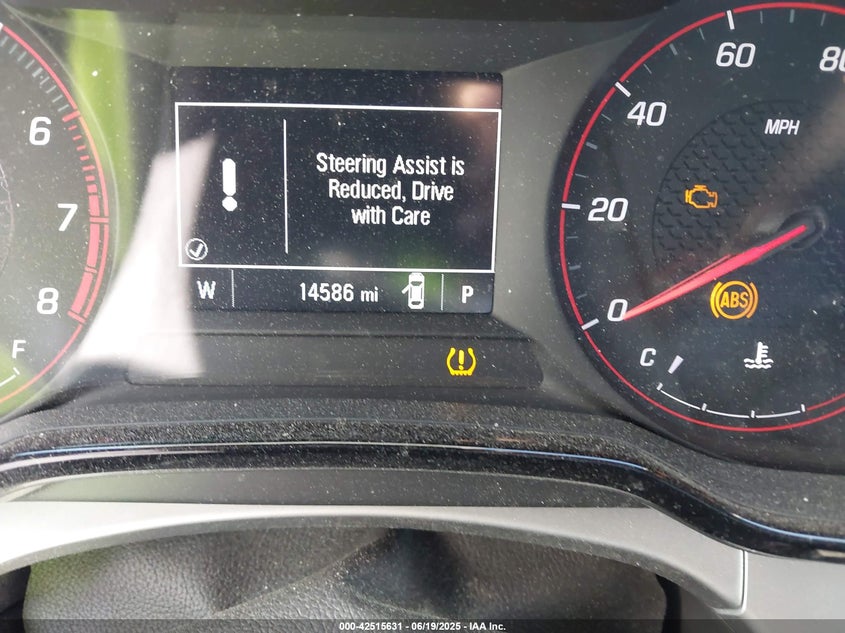 6
7
8
F
Steering Assist is
Reduced, Drive
with Care
W
14586 mi
P
0
20
40
60
80
MPH
ABS
C
000-42515631 - 06/19/2025 - IAA Inc.